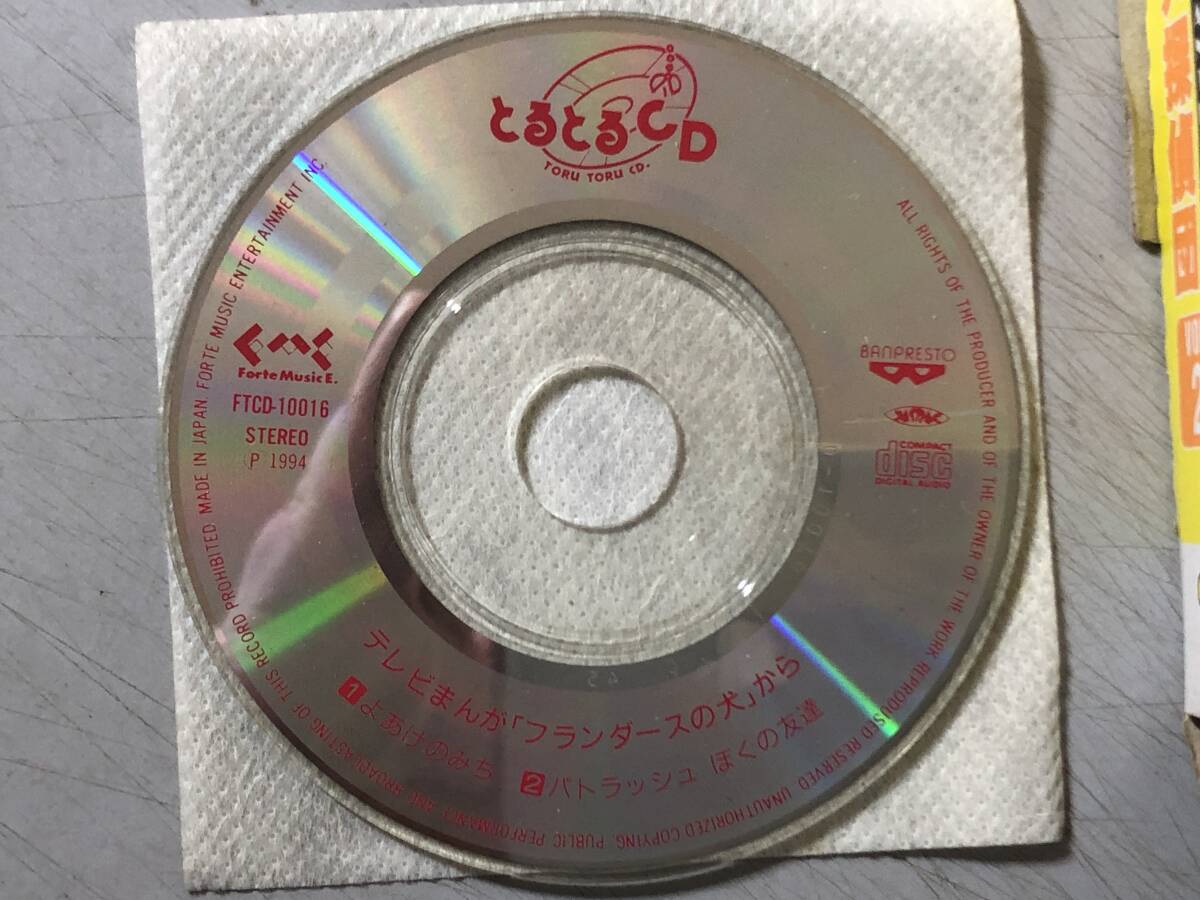 とるとるCD
TORU TORU CD.
Forte Music E.
FTCD-10016
STEREO
Ⓟ 1994
BANPRESTO
COMPACT
disc
DIGITAL AUDIO
テレビまんが「フランダースの犬」から
1 よあけのみち
2 パトラッシュ ぼくの友達
ALL RIGHTS OF THE PRODUCER AND OF THE OWNER OF THE WORK REPRODUCED RESERVED. UNAUTHORIZED COPYING. PUBLIC PERFORMANCE AND BROADCASTING OF THIS RECORD PROHIBITED MADE IN JAPAN. FORTE MUSIC ENTERTAINMENT INC.